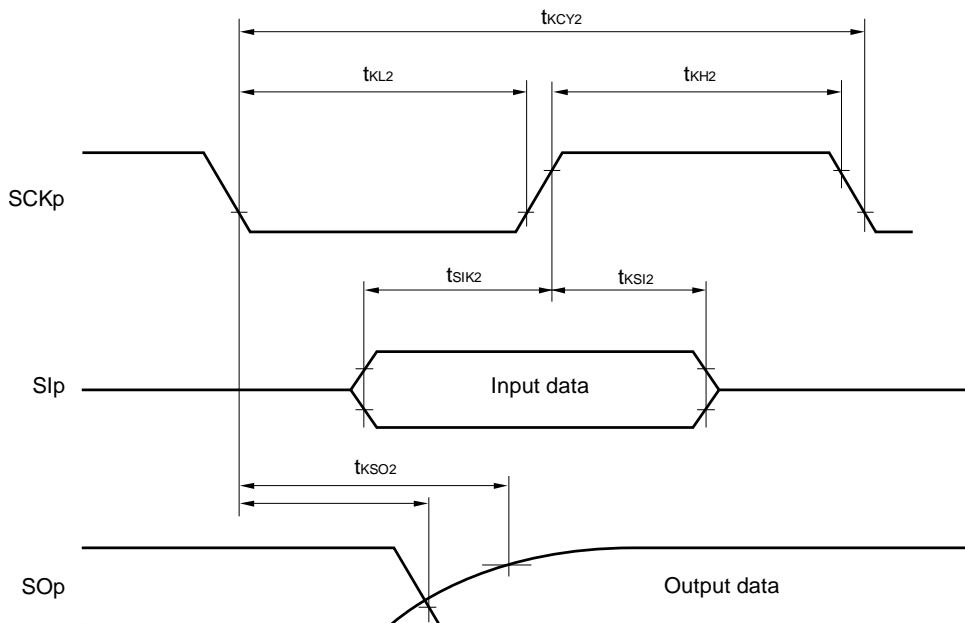 tKCY2
tKL2
tKH2
SCKp
tSIK2
tKSI2
SIp
Input data
tKSO2
SOp
Output data